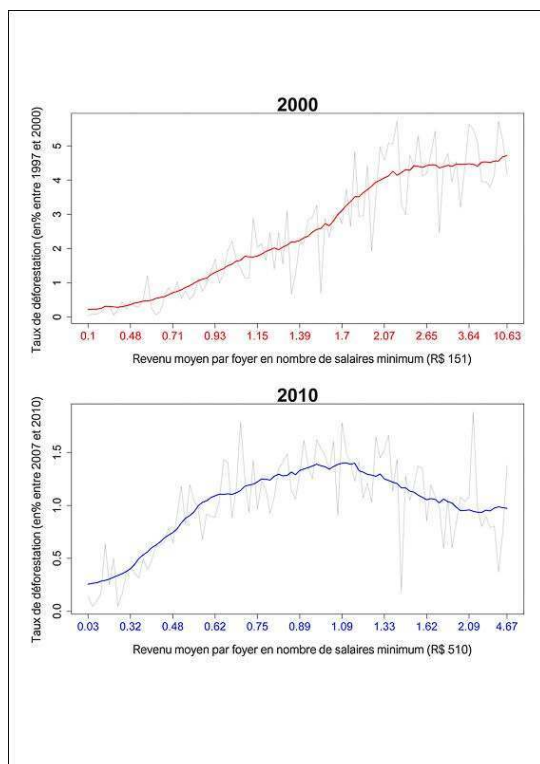 2000
Taux de déforestation (en% entre 1997 et 2000)
5
4
3
2
1
0
0.1 0.48 0.71 0.93 1.15 1.39 1.7 2.07 2.65 3.64 10.63
Revenu moyen par foyer en nombre de salaires minimum (R$ 151)
2010
Taux de déforestation (en% entre 2007 et 2010)
1.5
1.0
0.5
0.0
0.03 0.32 0.48 0.62 0.75 0.89 1.09 1.33 1.62 2.09 4.67
Revenu moyen par foyer en nombre de salaires minimum (R$ 510)